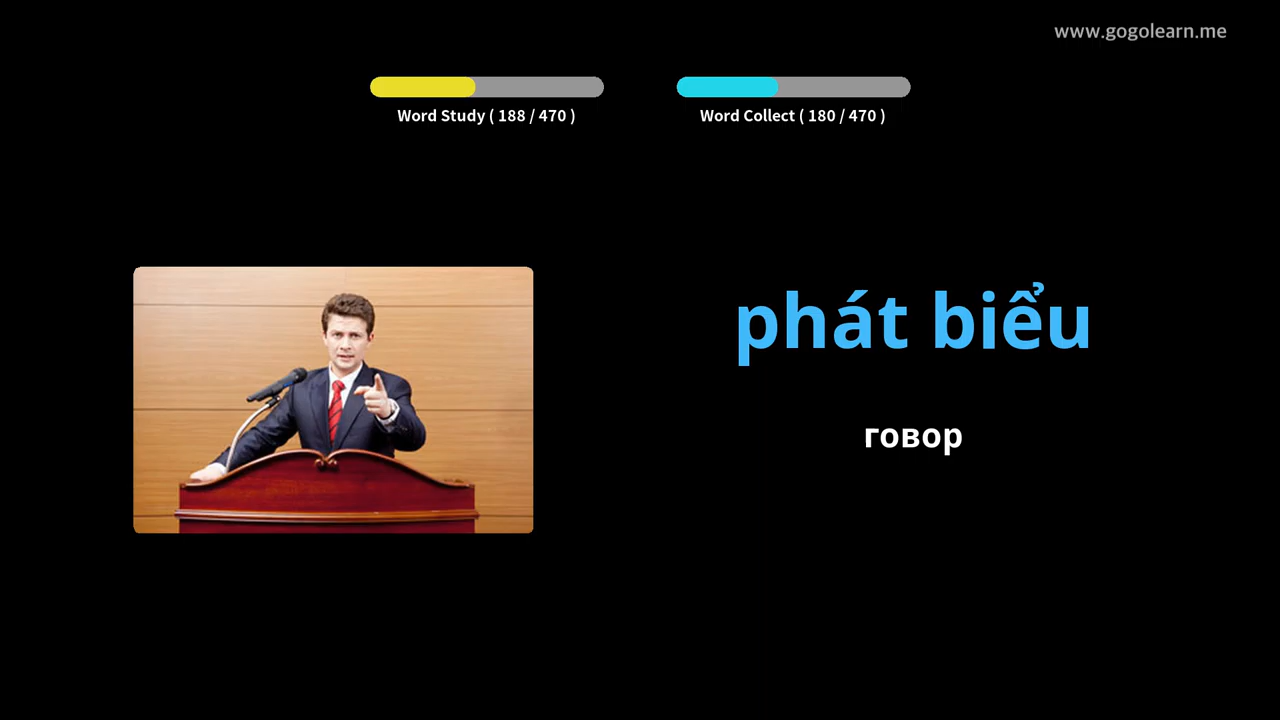 www.gogolearn.me
Word Study ( 188 / 470 )
Word Collect ( 180 / 470 )
phát biểu
говор